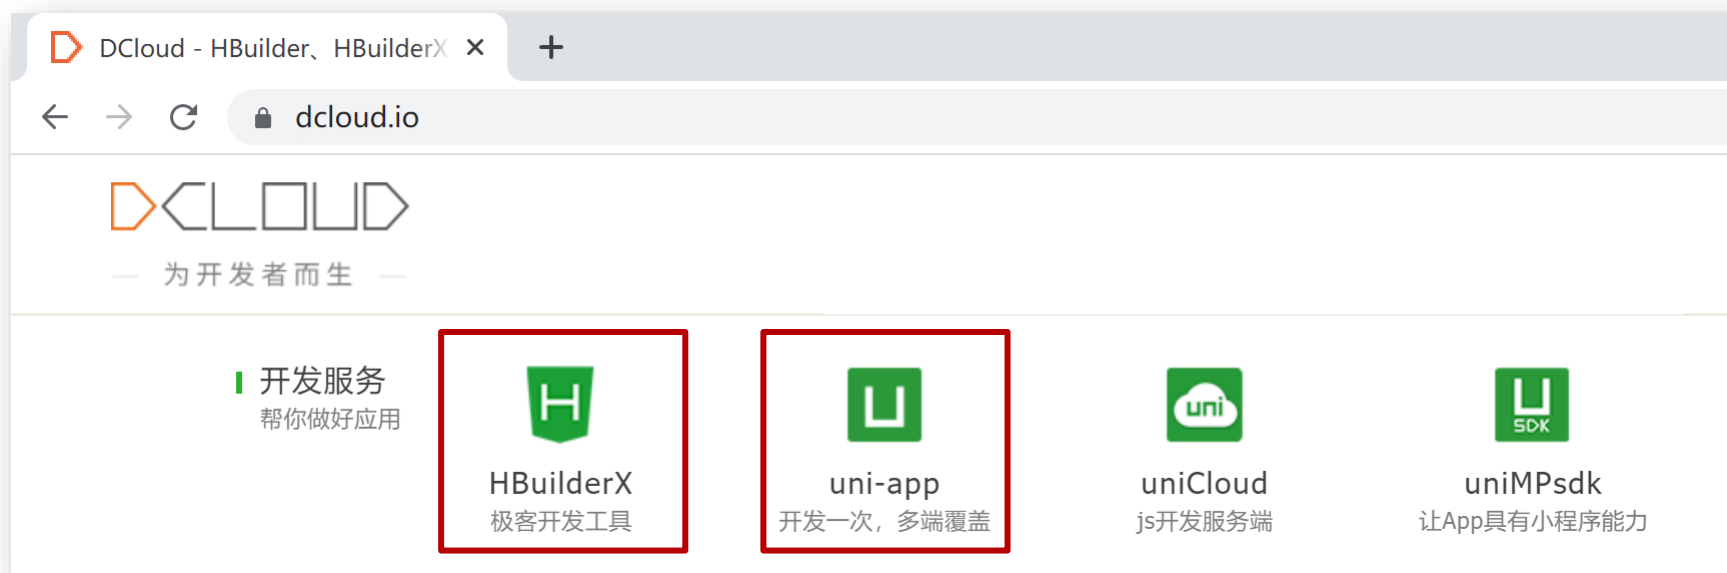 DCloud - HBuilder、HBuilderX
dcloud.io
DCLOUD
为开发者而生
开发服务
帮你做好应用
H
HBuilderX
极客开发工具
U
uni-app
开发一次，多端覆盖
uni
uniCloud
js开发服务端
U
SDK
uniMPsdk
让App具有小程序能力